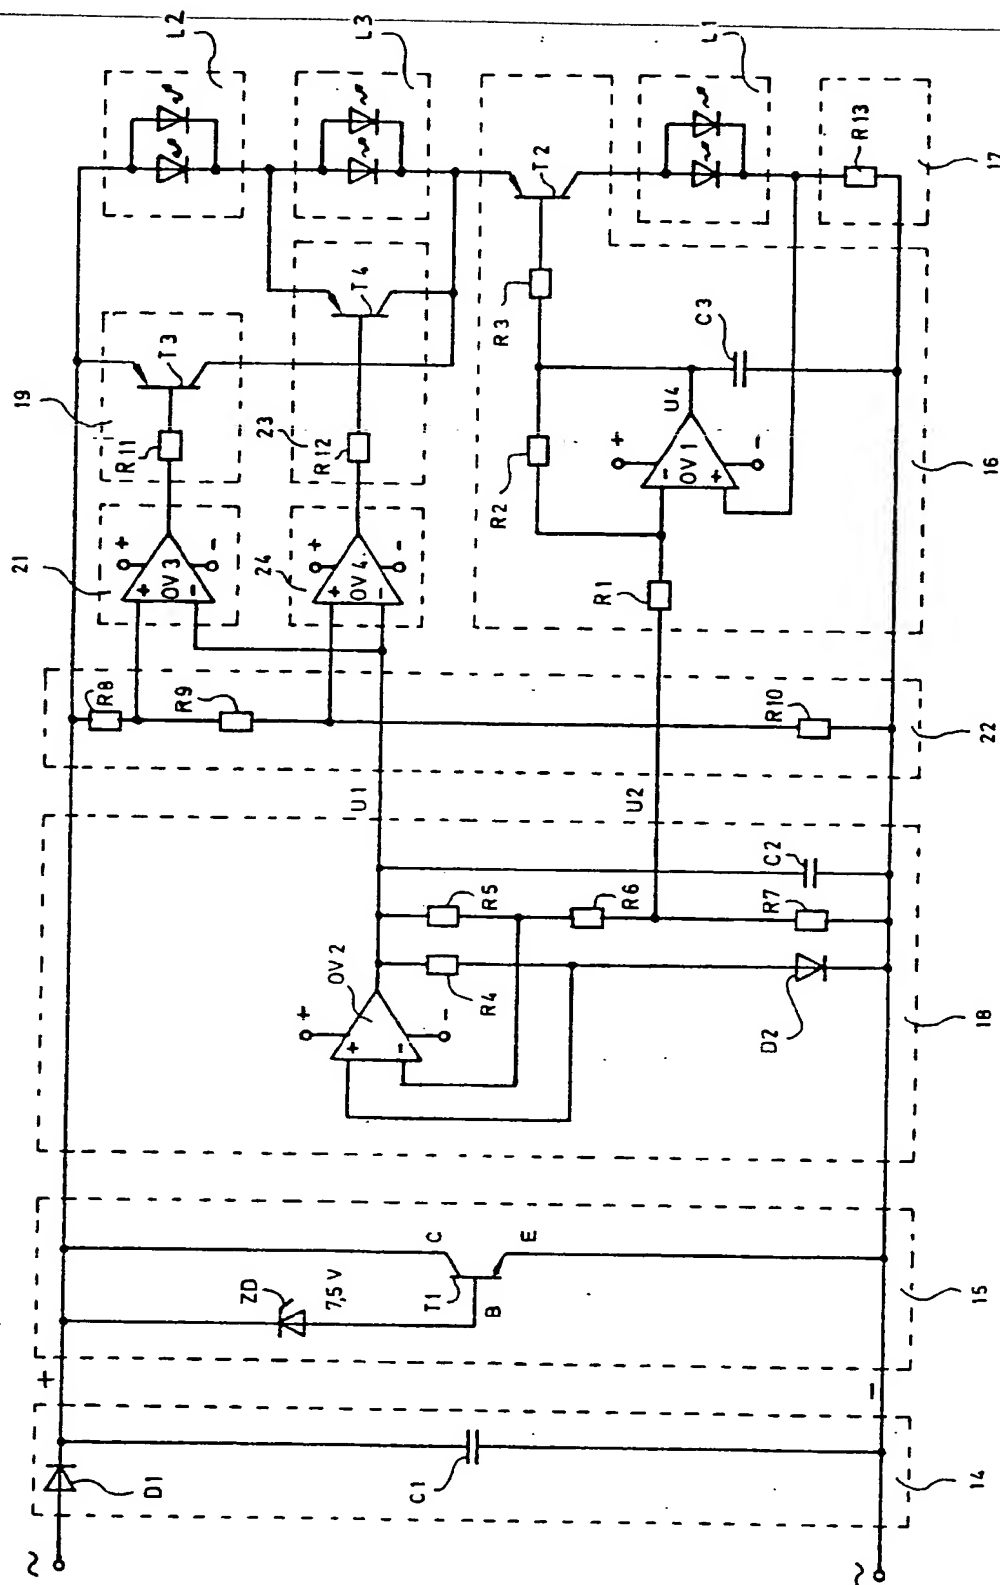 L2
L3
L1
17
R13
T2
T4
T3
19
R11
23
R12
R3
C3
U4
R2
16
+
-
OV1
-
+
21
+
-
+
OV3
-
24
+
-
+
OV4
-
R1
R8
R9
R10
22
U1
U2
C2
R5
R6
R7
OV2
R4
D2
18
+
-
+
-
C
E
ZD
7,5 V
T1
B
15
+
-
D1
C1
14
~
~